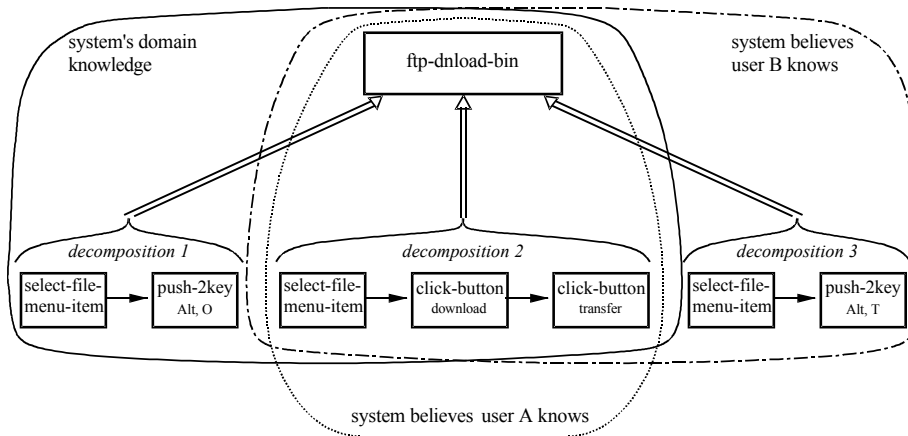 system's domain
knowledge
system believes
user B knows
ftp-dnload-bin
decomposition 1
decomposition 2
decomposition 3
select-file-
menu-item
push-2key
Alt, O
select-file-
menu-item
click-button
download
click-button
transfer
select-file-
menu-item
push-2key
Alt, T
system believes user A knows